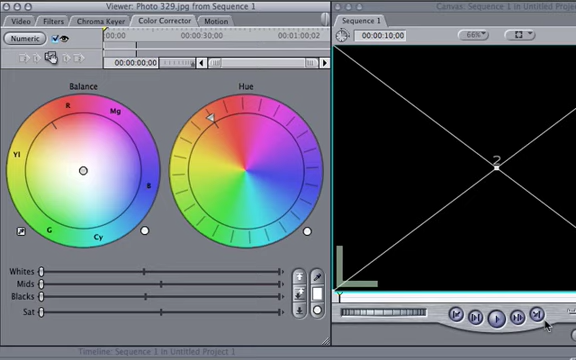 Viewer: Photo 329.jpg from Sequence 1
Canvas: Sequence 1 in Untitled Project
Video
Filters
Chroma Keyer
Color Corrector
Motion
Sequence 1
Numeric
00:00
00:00:30;00
00:01:00;02
00:00:00;00
00:00:10;00
66%
Balance
Hue
R
Mg
Yl
B
G
Cy
2
Whites
Mids
Blacks
Sat
Timeline: Sequence 1 in Untitled Project 1